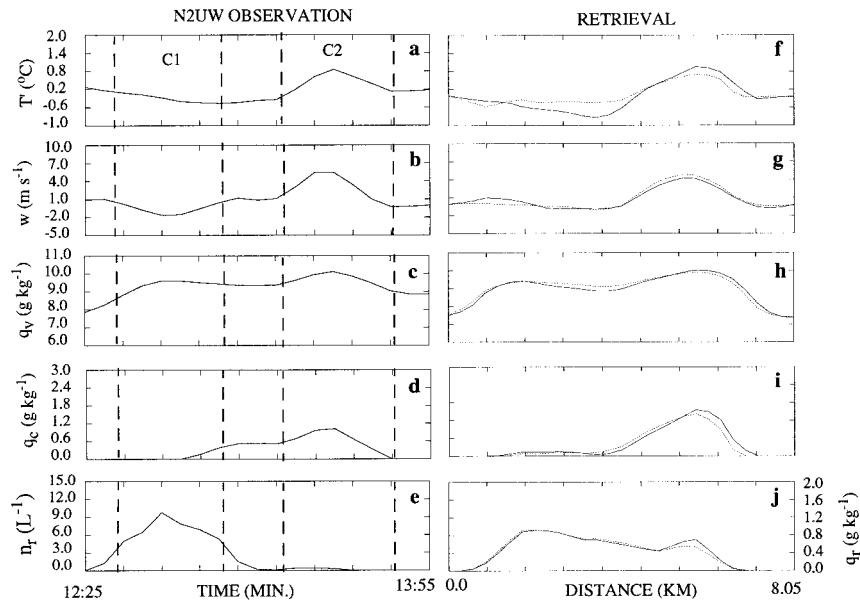 N2UW OBSERVATION
RETRIEVAL
T' (°C)
2.0
1.4
0.8
0.2
-0.6
-1.0
C1
C2
a
f
w (m s⁻¹)
10.0
7.0
4.0
1.0
-2.0
-5.0
b
g
qv (g kg⁻¹)
11.0
10.0
9.0
8.0
7.0
6.0
c
h
qc (g kg⁻¹)
3.0
2.4
1.8
1.2
0.6
0.0
d
i
nr (L⁻¹)
15.0
12.0
9.0
6.0
3.0
0.0
e
j
2.0
1.6
1.2
0.8
0.4
0.0
qr (g kg⁻¹)
12:25
TIME (MIN.)
13:55
0.0
DISTANCE (KM)
8.05